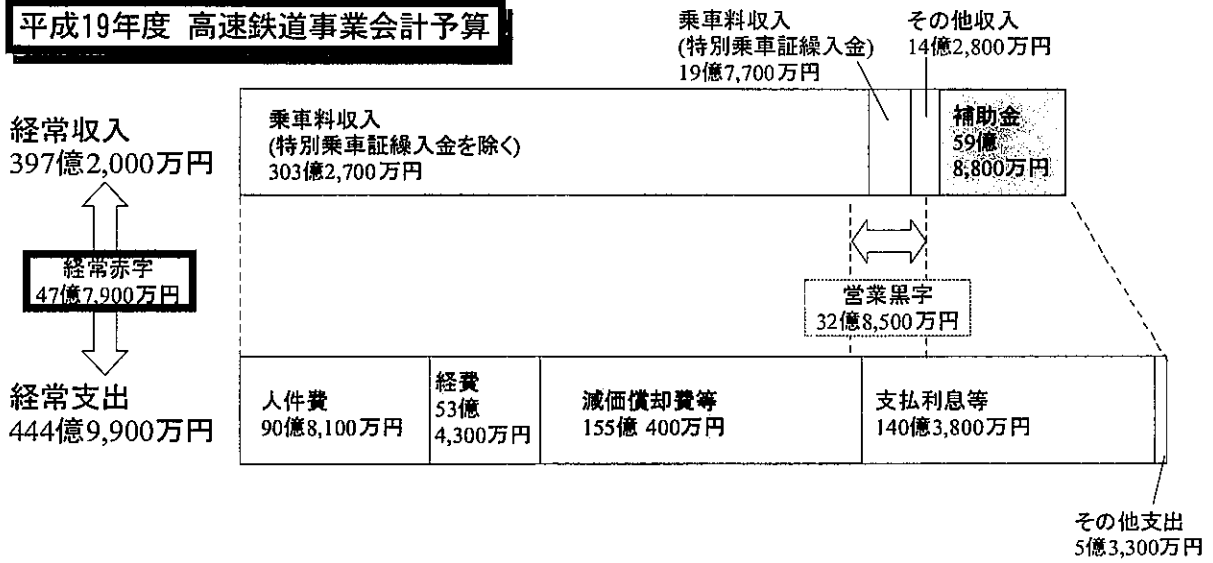 平成19年度 高速鉄道事業会計予算
乗車料収入
(特別乗車証繰入金)
19億7,700万円
その他収入
14億2,800万円
経常収入
397億2,000万円
乗車料収入
(特別乗車証繰入金を除く)
303億2,700万円
補助金
59億
8,800万円
経常赤字
47億7,900万円
営業黒字
32億8,500万円
経常支出
444億9,900万円
人件費
90億8,100万円
経費
53億
4,300万円
減価償却費等
155億 400万円
支払利息等
140億3,800万円
その他支出
5億3,300万円